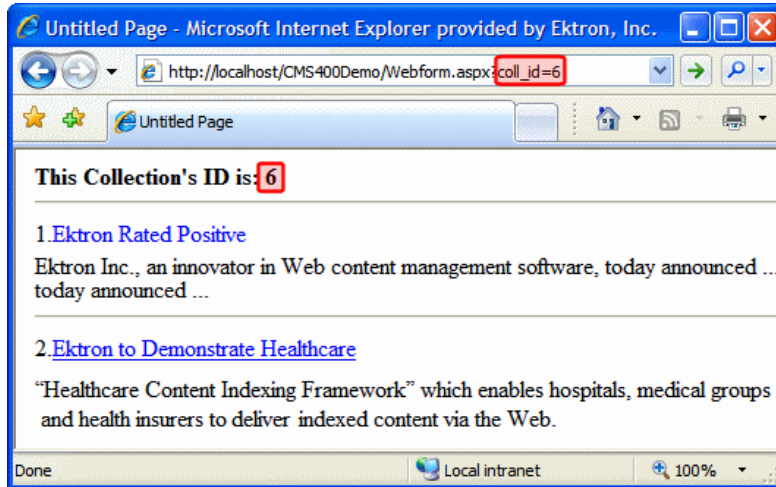 Untitled Page - Microsoft Internet Explorer provided by Ektron, Inc.
http://localhost/CMS400Demo/Webform.aspx?coll_id=6
Untitled Page
This Collection's ID is: 6
1.Ektron Rated Positive
Ektron Inc., an innovator in Web content management software, today announced ...
today announced ...
2.Ektron to Demonstrate Healthcare
“Healthcare Content Indexing Framework” which enables hospitals, medical groups
and health insurers to deliver indexed content via the Web.
Done Local intranet 100%